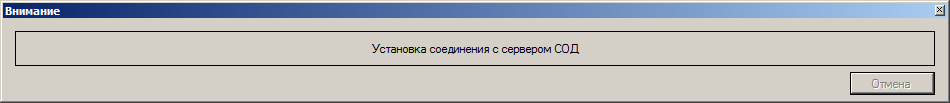 Внимание
Установка соединения с сервером СОД
Отмена